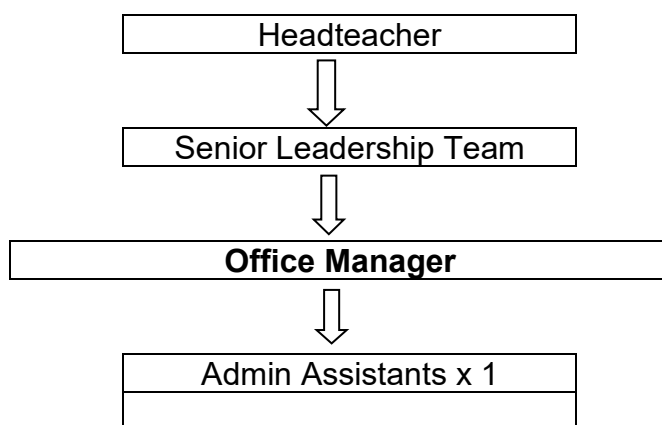 Headteacher
Senior Leadership Team
Office Manager
Admin Assistants x 1